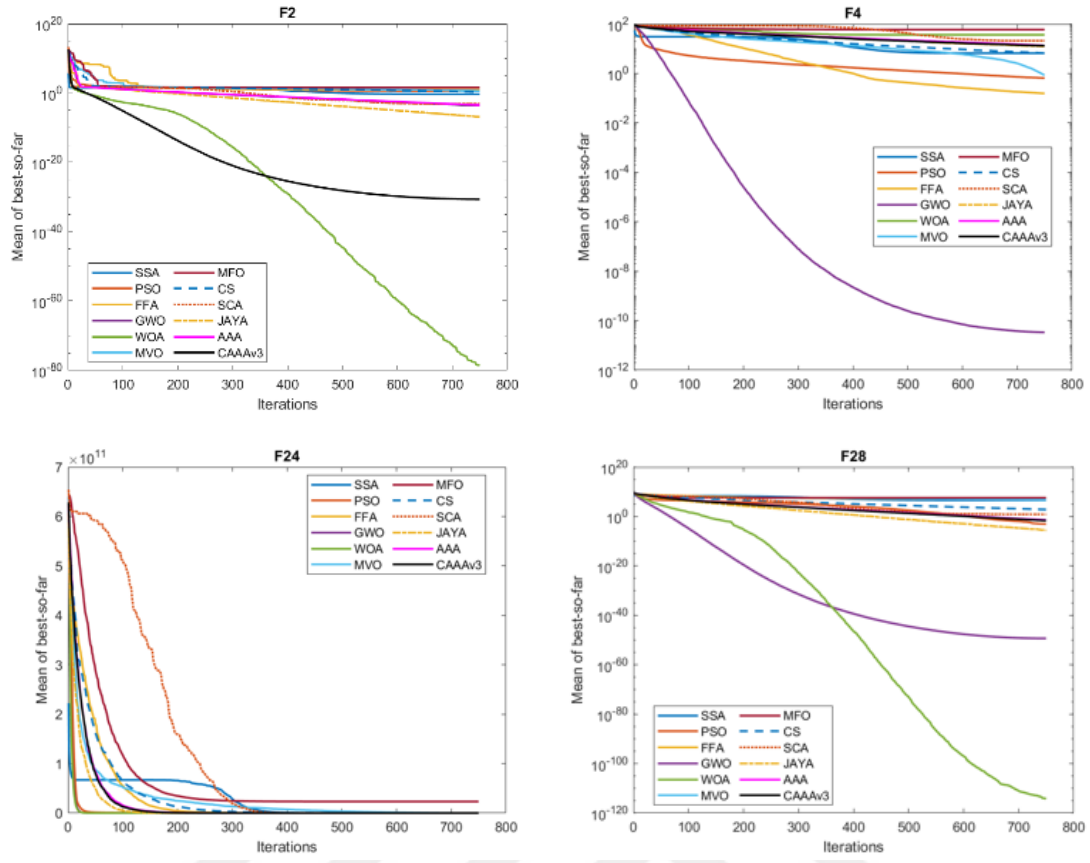 F2
10^20
10^0
10^-20
10^-40
10^-60
10^-80
Mean of best-so-far
SSA MFO
PSO CS
FFA SCA
GWO JAYA
WOA AAA
MVO CAAAv3
0 100 200 300 400 500 600 700 800
Iterations
F4
10^2
10^0
10^-2
10^-4
10^-6
10^-8
10^-10
10^-12
Mean of best-so-far
SSA MFO
PSO CS
FFA SCA
GWO JAYA
WOA AAA
MVO CAAAv3
0 100 200 300 400 500 600 700 800
Iterations
F24
× 10^11
7
6
5
4
3
2
1
0
Mean of best-so-far
SSA MFO
PSO CS
FFA SCA
GWO JAYA
WOA AAA
MVO CAAAv3
0 100 200 300 400 500 600 700 800
Iterations
F28
10^20
10^0
10^-20
10^-40
10^-60
10^-80
10^-100
10^-120
Mean of best-so-far
SSA MFO
PSO CS
FFA SCA
GWO JAYA
WOA AAA
MVO CAAAv3
0 100 200 300 400 500 600 700 800
Iterations